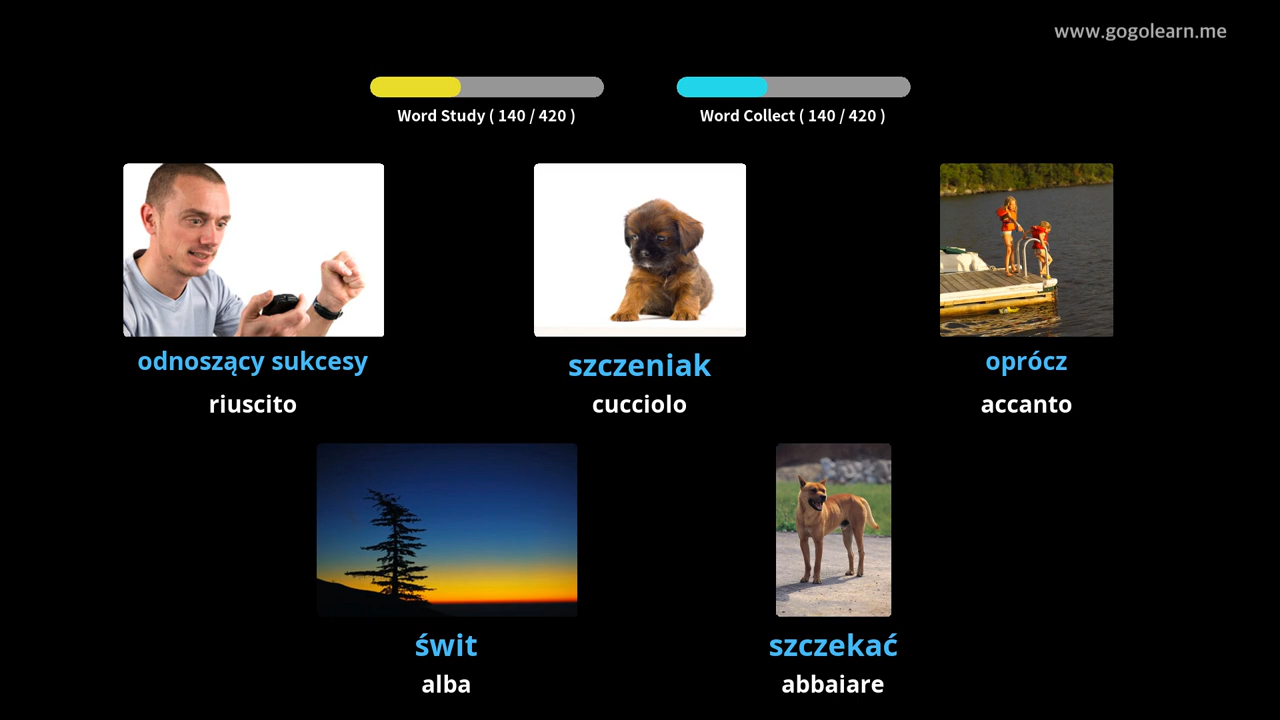 www.gogolearn.me
Word Study ( 140 / 420 )
Word Collect ( 140 / 420 )
odnoszący sukcesy
riuscito
szczeniak
cucciolo
oprócz
accanto
świt
alba
szczekać
abbaiare